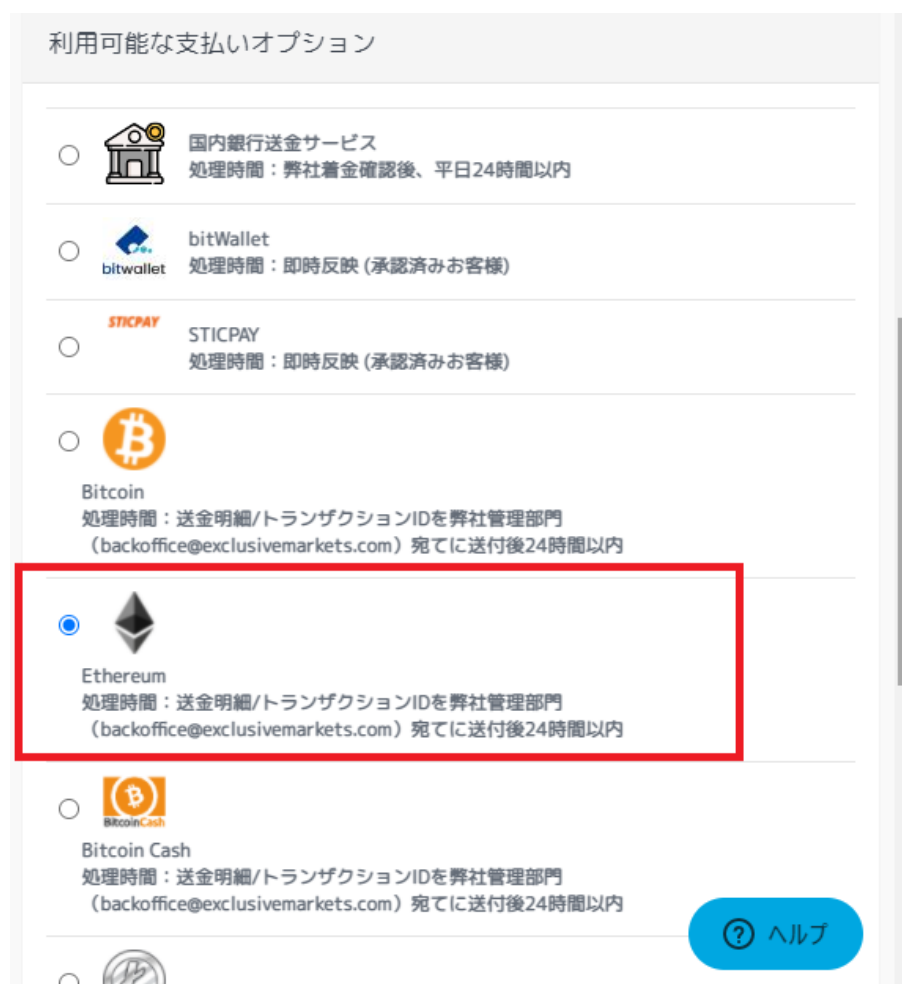 利用可能な支払いオプション
国内銀行送金サービス
処理時間：弊社着金確認後、平日24時間以内
bitwallet
bitWallet
処理時間：即時反映 (承認済みお客様)
STICPAY
STICPAY
処理時間：即時反映 (承認済みお客様)
Bitcoin
処理時間：送金明細/トランザクションIDを弊社管理部門
（backoffice@exclusivemarkets.com）宛てに送付後24時間以内
Ethereum
処理時間：送金明細/トランザクションIDを弊社管理部門
（backoffice@exclusivemarkets.com）宛てに送付後24時間以内
BitcoinCash
Bitcoin Cash
処理時間：送金明細/トランザクションIDを弊社管理部門
（backoffice@exclusivemarkets.com）宛てに送付後24時間以内
ヘルプ